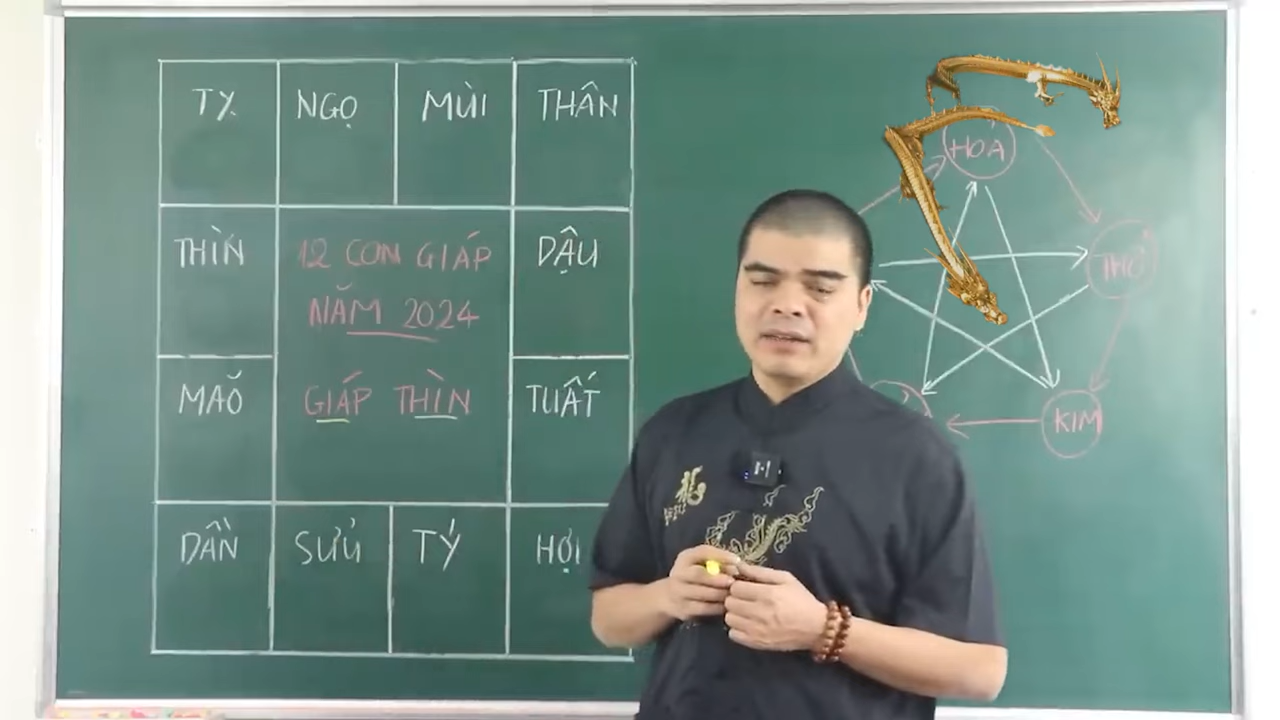 TỴ NGỌ MÙI THÂN
THÌN 12 CON GIÁP DẬU
NĂM 2024
MÃO GIÁP THÌN TUẤT
DẦN SỬU TÝ HỢI
HOẢ
THỔ
KIM